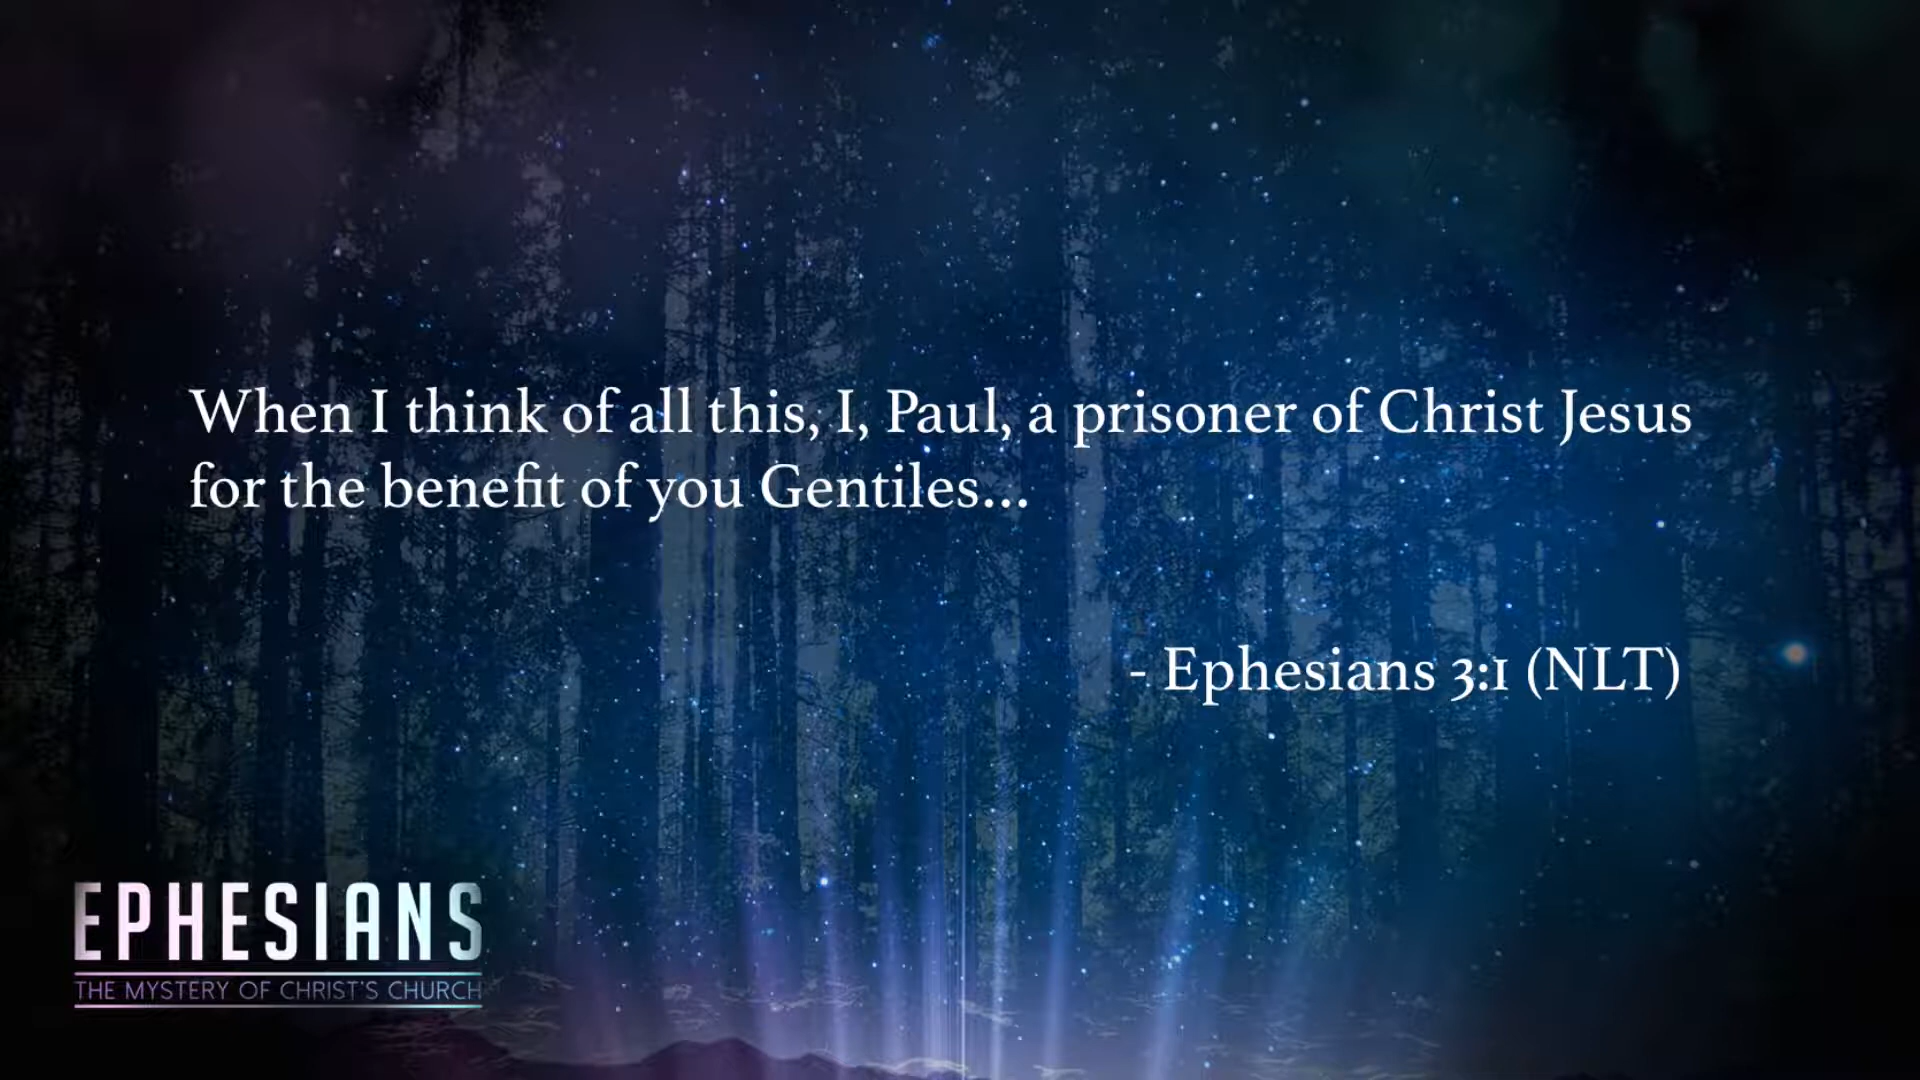 When I think of all this, I, Paul, a prisoner of Christ Jesus
for the benefit of you Gentiles...
- Ephesians 3:1 (NLT)
EPHESIANS
THE MYSTERY OF CHRIST'S CHURCH